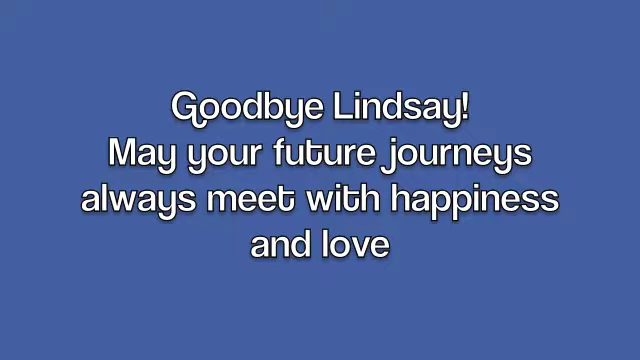 Goodbye Lindsay!
May your future journeys
always meet with happiness
and love